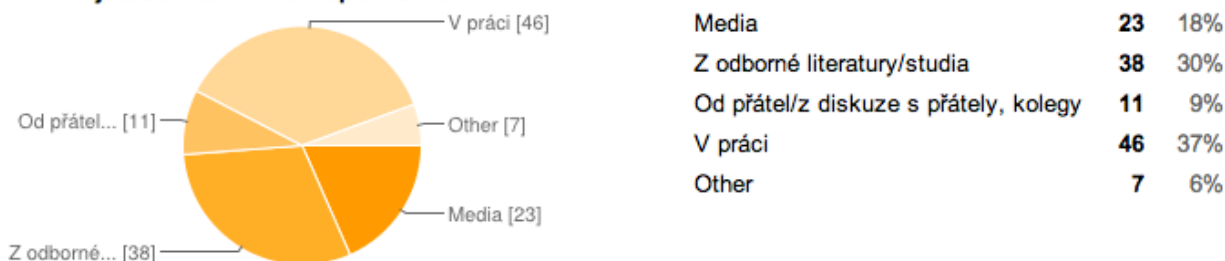 V práci [46]
Od přátel... [11]
Other [7]
Media [23]
Z odborné... [38]
Media 23 18%
Z odborné literatury/studia 38 30%
Od přátel/z diskuze s přátely, kolegy 11 9%
V práci 46 37%
Other 7 6%